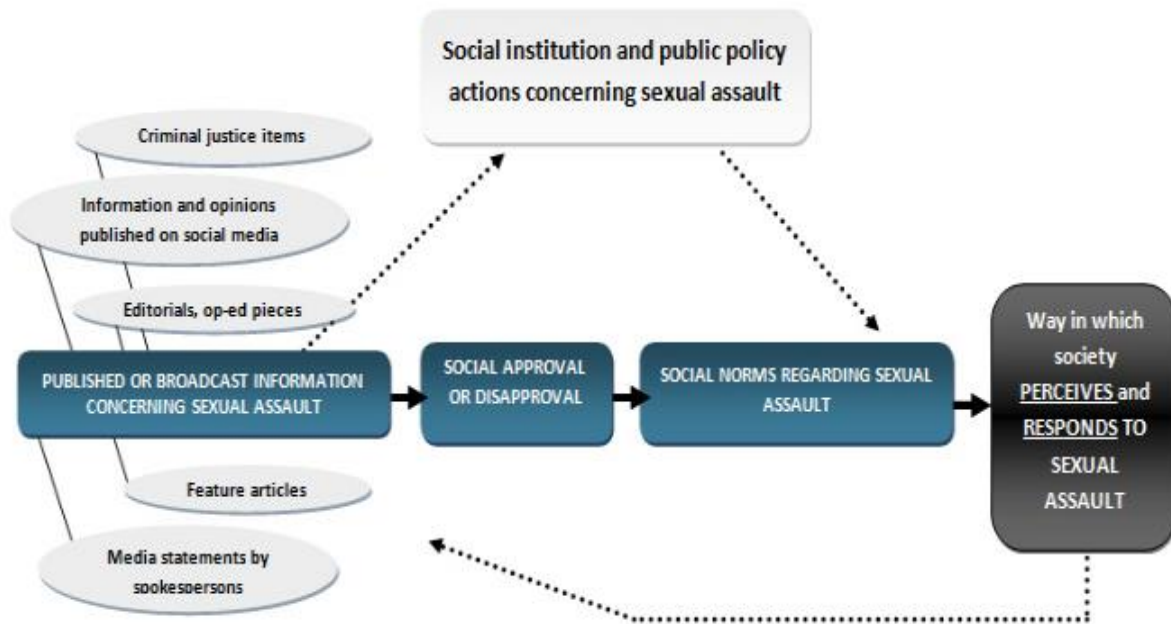 Social institution and public policy
actions concerning sexual assault
Criminal justice items
Information and opinions
published on social media
Editorials, op-ed pieces
PUBLISHED OR BROADCAST INFORMATION
CONCERNING SEXUAL ASSAULT
SOCIAL APPROVAL
OR DISAPPROVAL
SOCIAL NORMS REGARDING SEXUAL
ASSAULT
Way in which
society
PERCEIVES and
RESPONDS TO
SEXUAL
ASSAULT
Feature articles
Media statements by
spokespersons